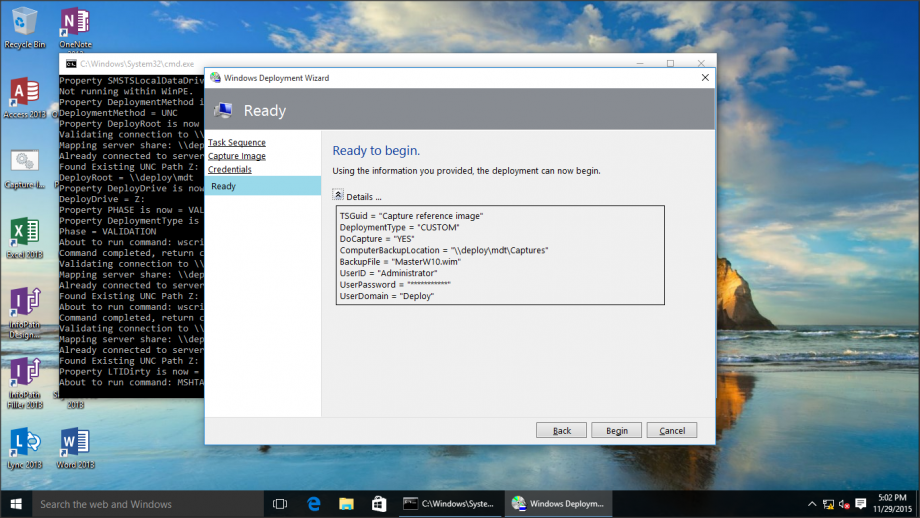 Recycle Bin
OneNote
2013
Access 2013
Capture-I...
Excel 2013
InfoPath
Design...
InfoPath
Filler 2013
Lync 2013
Word 2013
2013
C:\Windows\System32\cmd.exe
Property SMSTSLocalDataDriv
Not running within WinPE.
Property DeploymentMethod i
DeploymentMethod = UNC
Property DeployRoot is now
Validating connection to \\
Mapping server share: \\dep
Already connected to server
Found Existing UNC Path Z:
DeployRoot = \\deploy\mdt
Property DeployDrive is now
DeployDrive = Z:
Property PHASE is now = VAL
Property DeploymentType is
Phase = VALIDATION
About to run command: wscri
Command completed, return c
Validating connection to \\
Mapping server share: \\dep
Already connected to server
Found Existing UNC Path Z:
About to run command: wscri
Command completed, return c
Validating connection to \\
Mapping server share: \\dep
Already connected to server
Found Existing UNC Path Z:
Property LTIDirty is now =
About to run command: MSHTA
Windows Deployment Wizard
Ready
Task Sequence
Capture Image
Credentials
Ready
Ready to begin.
Using the information you provided, the deployment can now begin.
Details ...
TSGuid = "Capture reference image"
DeploymentType = "CUSTOM"
DoCapture = "YES"
ComputerBackupLocation = "\\deploy\mdt\Captures"
BackupFile = "MasterW10.wim"
UserID = "Administrator"
UserPassword = "***********"
UserDomain = "Deploy"
Back
Begin
Cancel
Search the web and Windows
C:\Windows\Syste...
Windows Deploym...
5:02 PM
11/29/2015